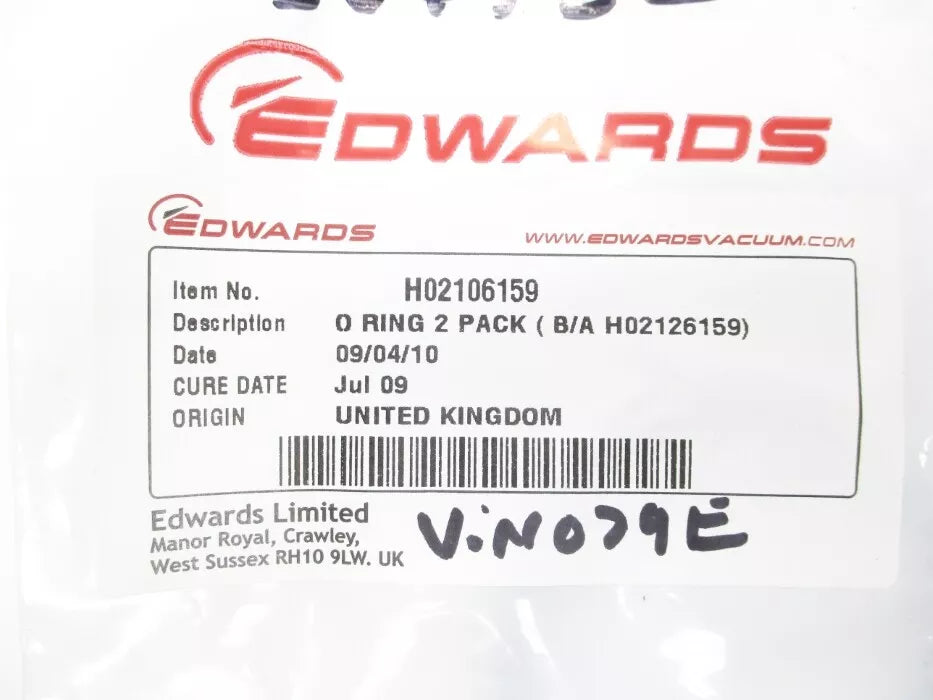 EDWARDS
EDWARDS
WWW.EDWARDSVACUUM.COM
Item No. H02106159
Description O RING 2 PACK ( B/A H02126159)
Date 09/04/10
CURE DATE Jul 09
ORIGIN UNITED KINGDOM
Edwards Limited
Manor Royal, Crawley,
West Sussex RH10 9LW. UK
V.N079E